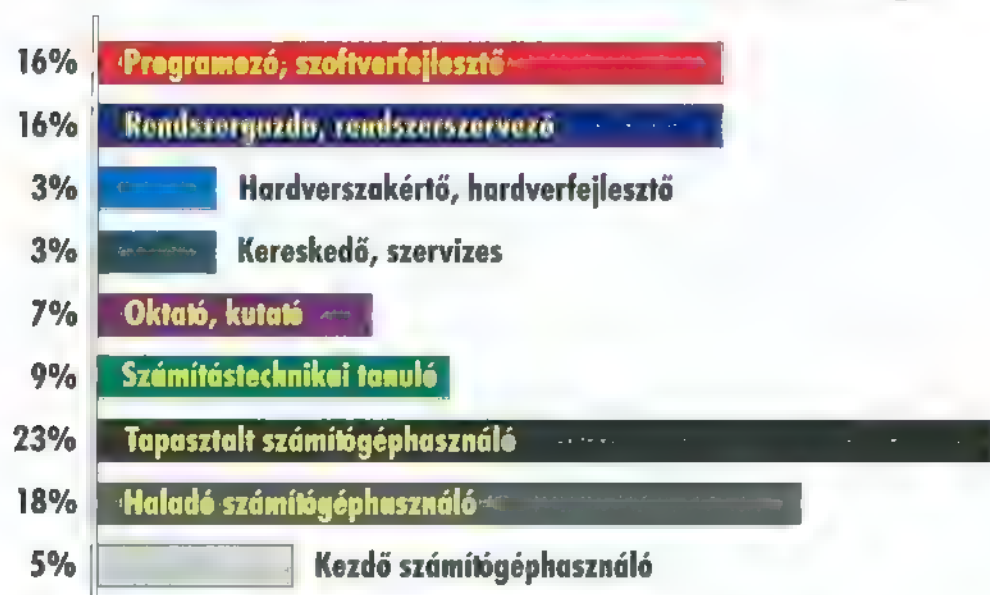 16% Programozó, szoftverfejlesztő
16% Rendszergazda, rendszerszervező
3% Hardverszakértő, hardverfejlesztő
3% Kereskedő, szervizes
7% Oktató, kutató
9% Számítástechnikai tanuló
23% Tapasztalt számítógéphasználó
18% Haladó számítógéphasználó
5% Kezdő számítógéphasználó